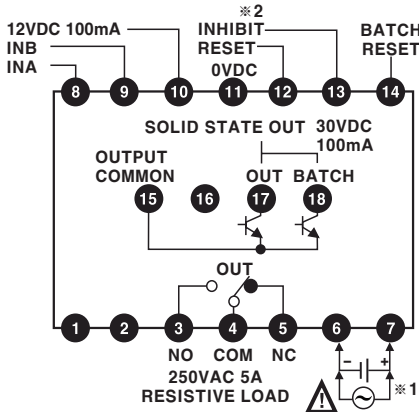 ※2
12VDC 100mA INHIBIT BATCH
INB RESET RESET
INA 0VDC
8 9 10 11 12 13 14
SOLID STATE OUT 30VDC
100mA
OUTPUT
COMMON OUT BATCH
15 16 17 18
OUT
1 2 3 4 5 6 7
NO COM NC - +
250VAC 5A ※1
RESISTIVE LOAD !